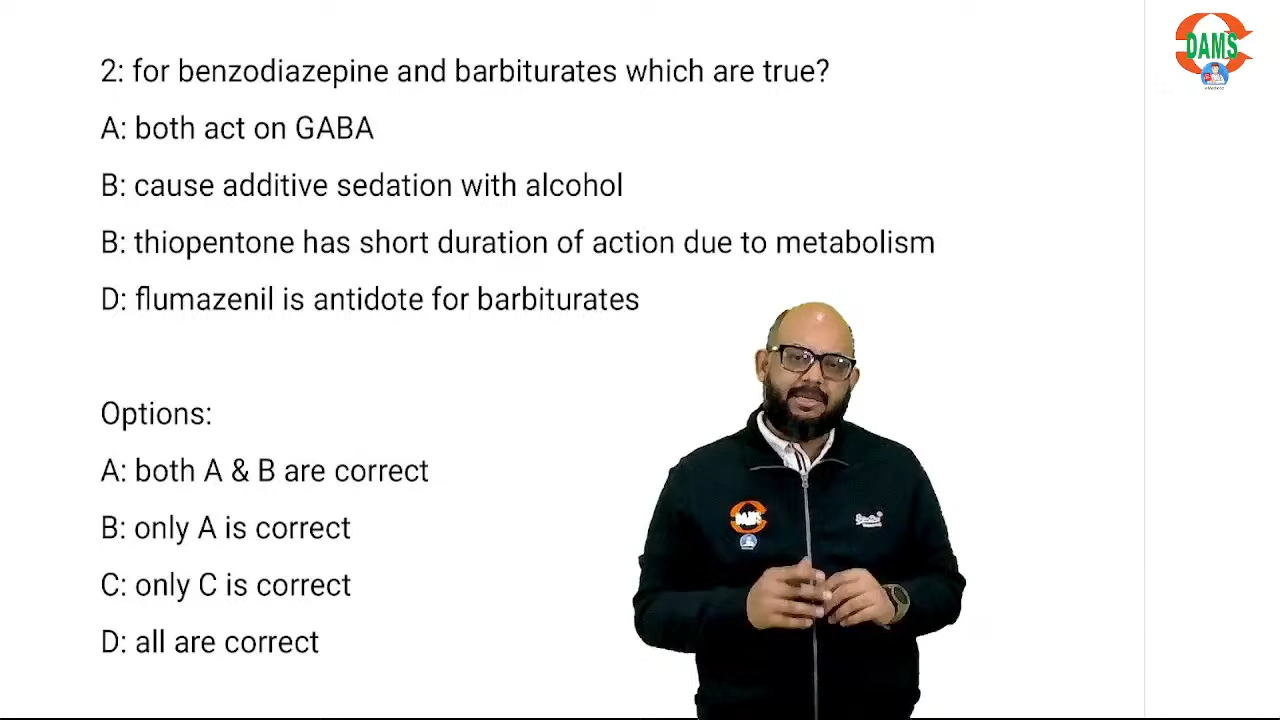 2: for benzodiazepine and barbiturates which are true?
A: both act on GABA
B: cause additive sedation with alcohol
B: thiopentone has short duration of action due to metabolism
D: flumazenil is antidote for barbiturates
Options:
A: both A & B are correct
B: only A is correct
C: only C is correct
D: all are correct
DAMS
DAMS